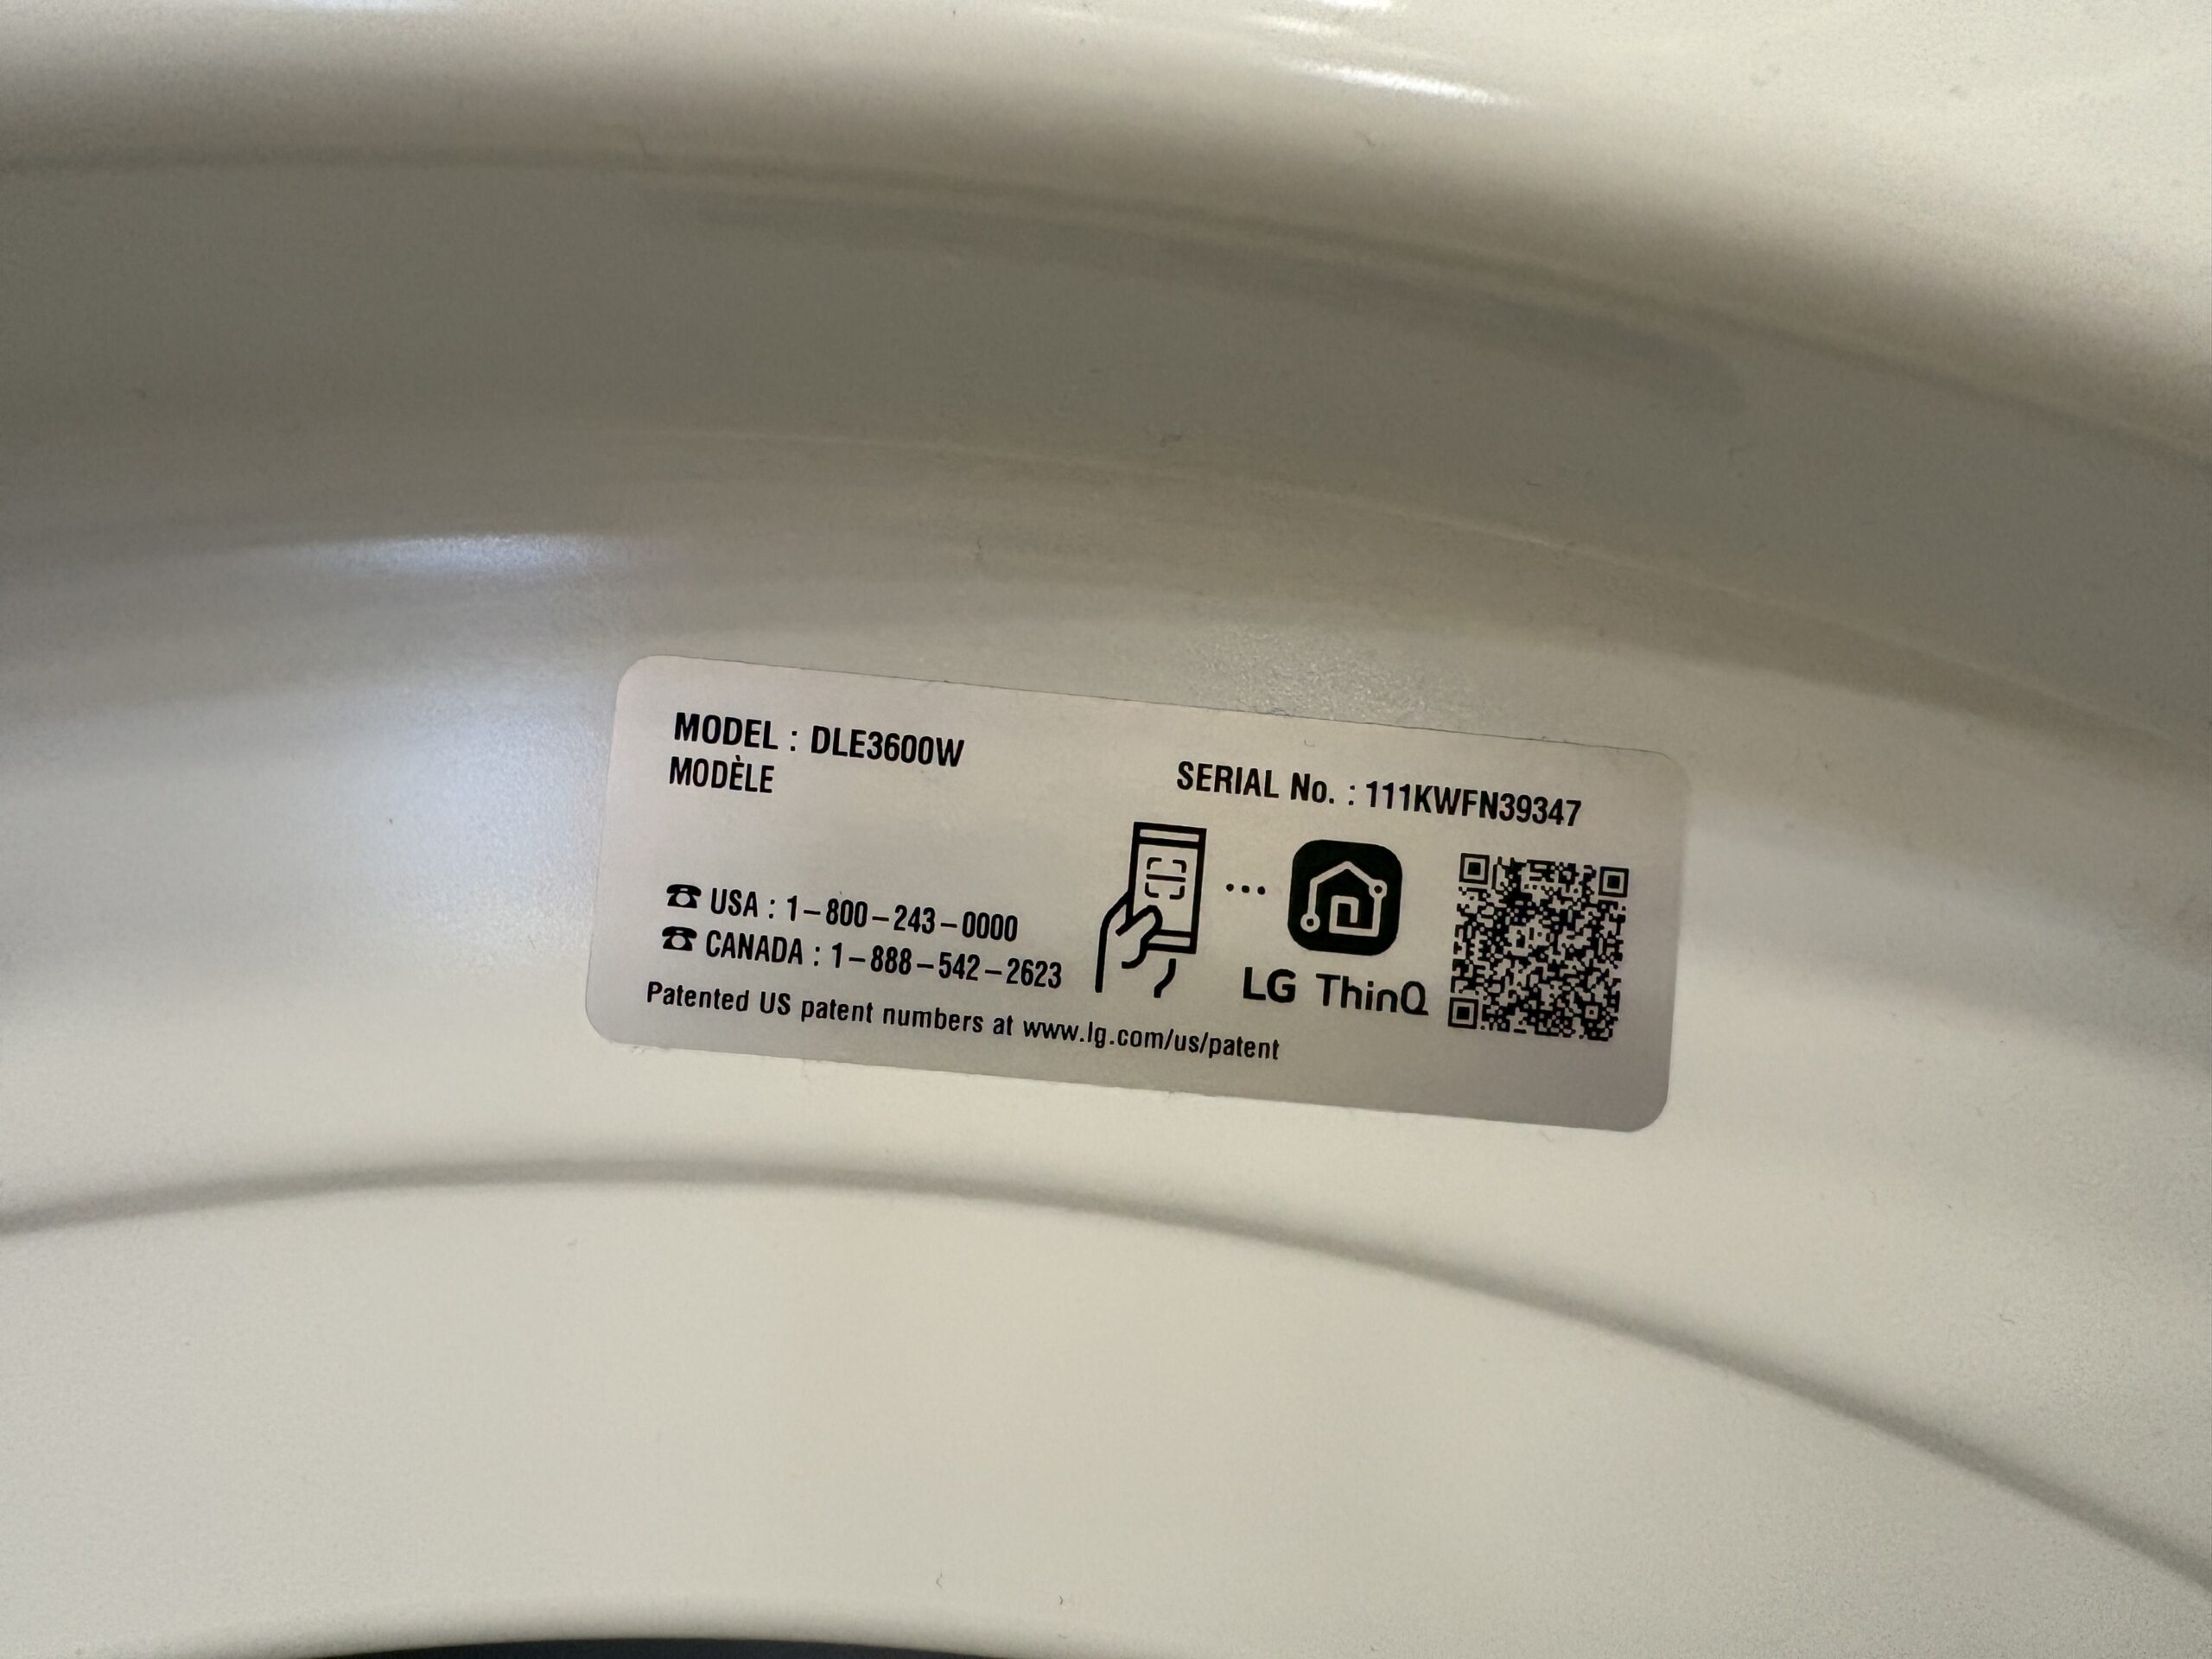 MODEL : DLE3600W
MODÈLE
SERIAL No. : 111KWFN39347
☎ USA : 1–800–243–0000
☎ CANADA : 1–888–542–2623
LG ThinQ
Patented US patent numbers at www.lg.com/us/patent